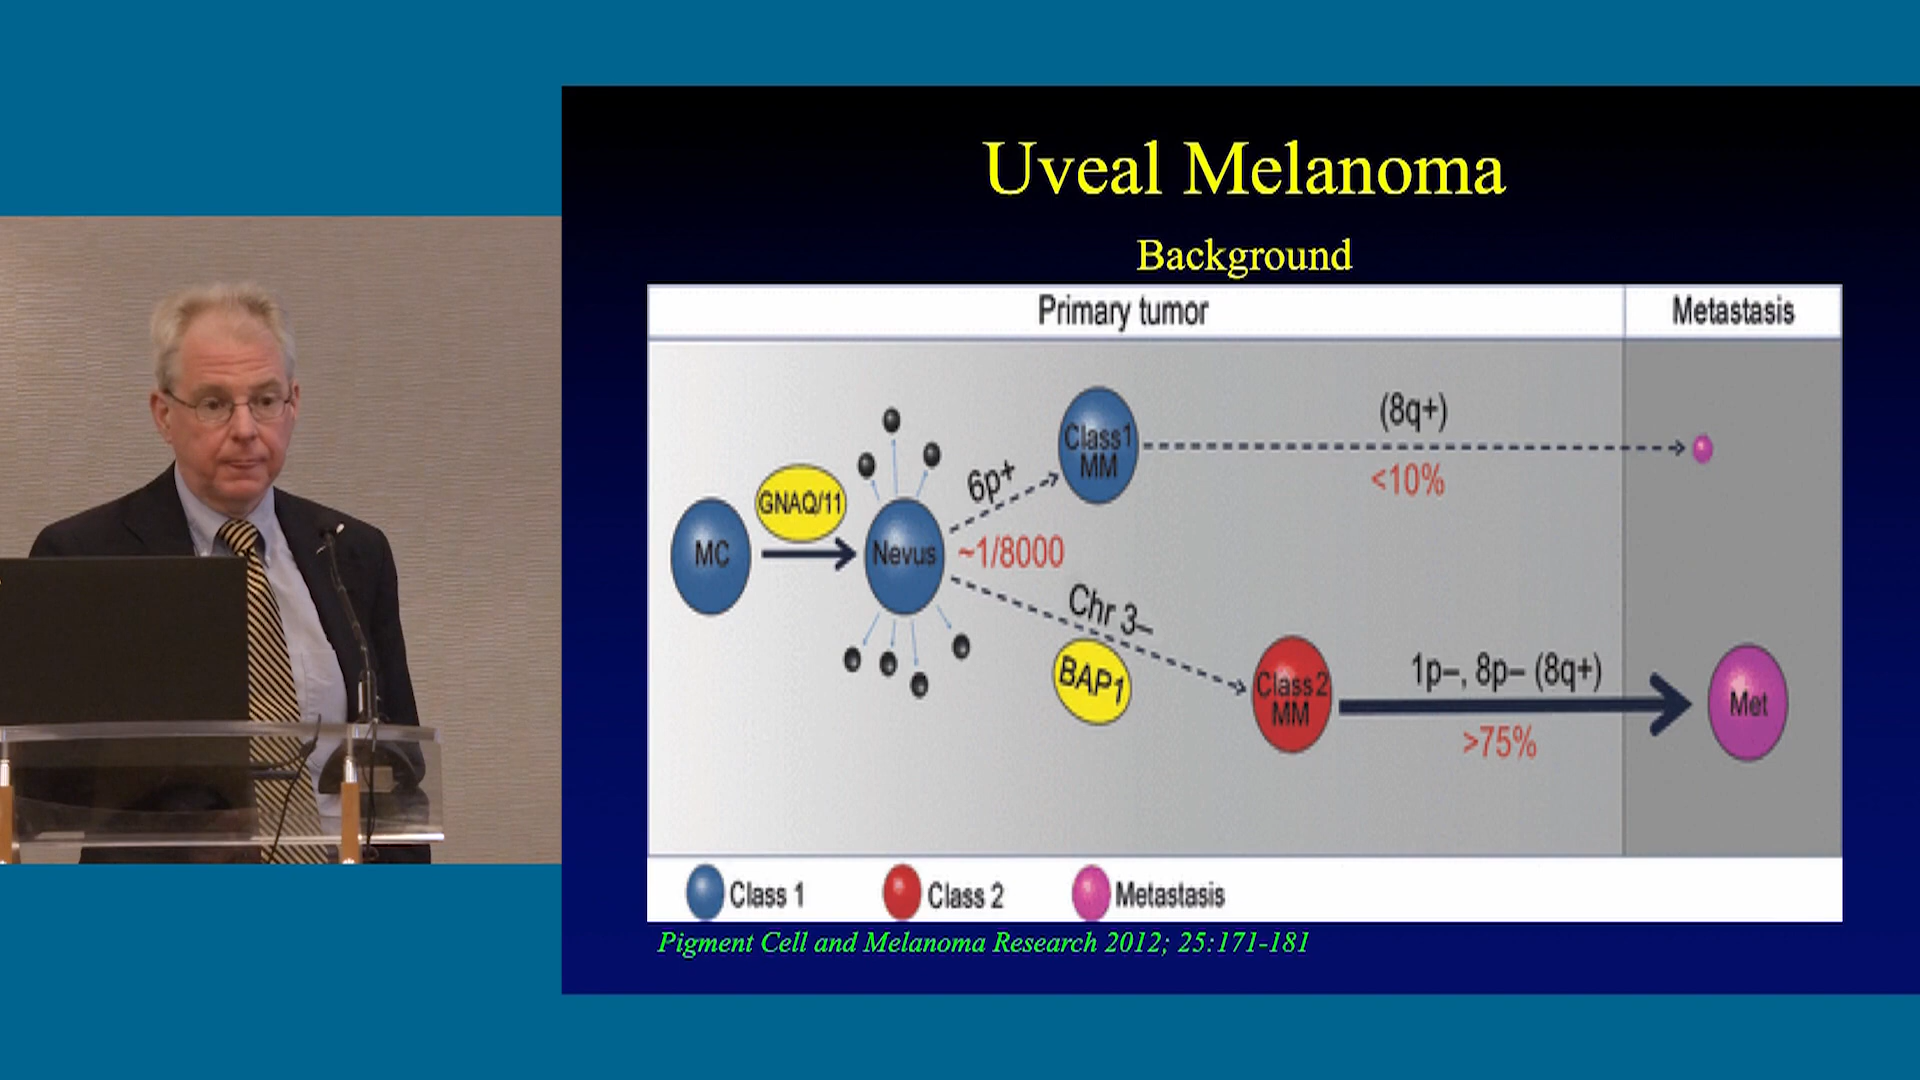 Uveal Melanoma
Background
Primary tumor
Metastasis
(8q+)
Class1
MM
<10%
6p+
GNAQ/11
MC
Nevus
~1/8000
Chr 3–
BAP1
Class2
MM
1p–, 8p– (8q+)
>75%
Met
Class 1
Class 2
Metastasis
Pigment Cell and Melanoma Research 2012; 25:171-181